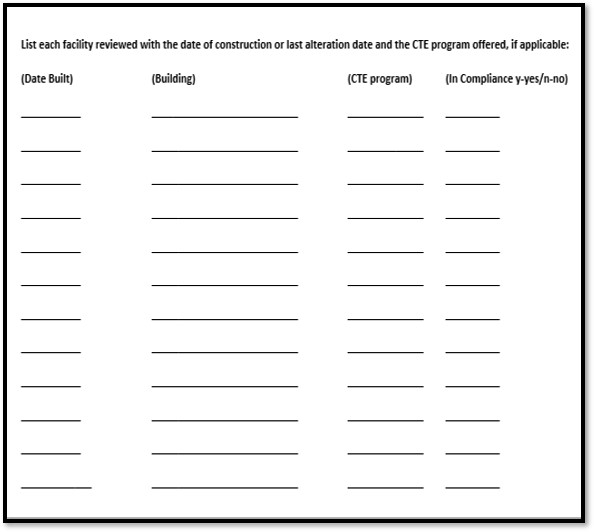 List each facility reviewed with the date of construction or last alteration date and the CTE program offered, if applicable:
(Date Built) (Building) (CTE program) (In Compliance y-yes/n-no)